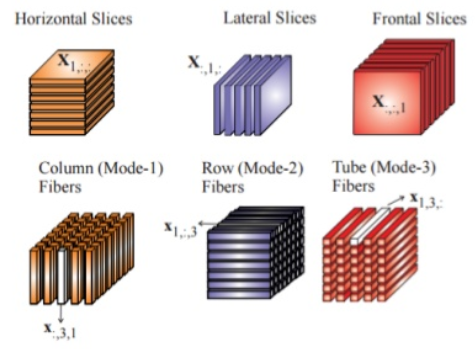 Horizontal Slices
Lateral Slices
Frontal Slices
X1,:,:
X:,1,:
X:,:,1
Column (Mode-1)
Fibers
Row (Mode-2)
Fibers
Tube (Mode-3)
Fibers
x1,:,3
x1,3,:
x:,3,1